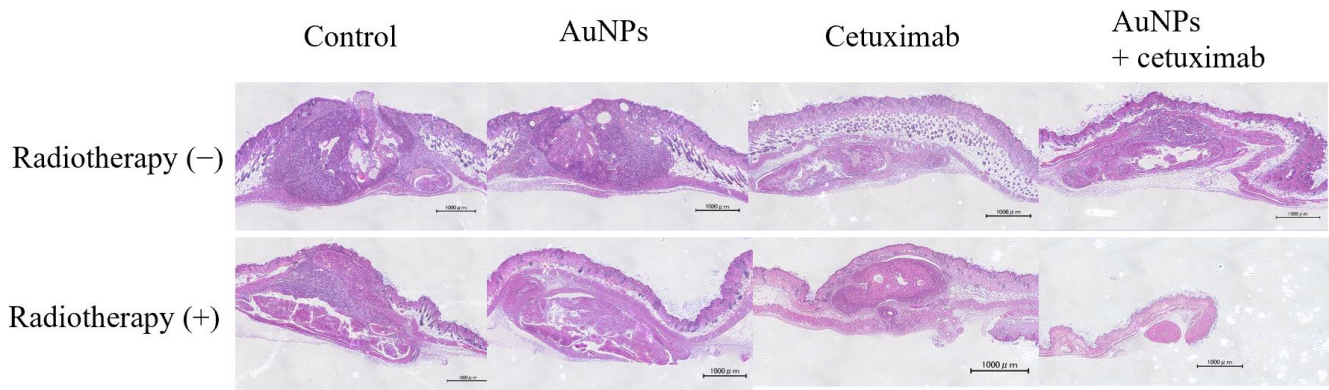 Control
AuNPs
Cetuximab
AuNPs
+ cetuximab
Radiotherapy (−)
1000 μm
1000 μm
1000 μm
1000 μm
Radiotherapy (+)
1000 μm
1000 μm
1000 μm
1000 μm